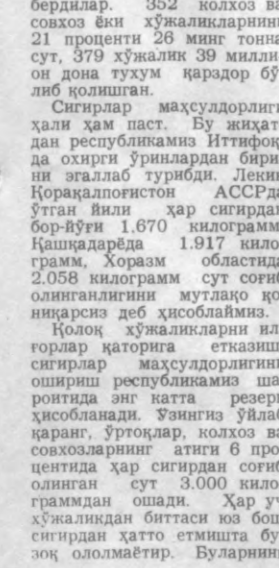 бердилар. 352 колхоз ва
совхоз ёки хўжаликларнин
21 проценти 26 минг тонна
сут, 379 хўжалик 39 милли-
он дона тухум қарздор бў-
либ қолишган.
Сигирлар маҳсулдорлиги
ҳали ҳам паст. Бу жиҳат-
дан республикамиз Иттифоқ-
да охирги ўринлардан бири-
ни эгаллаб турибди. Леки
Қорақалпоғистон АССРда
ўтган йили ҳар сигирдан
бор-йўғи 1.670 килограмм
Қашқадарёда 1.917 кило-
грамм, Хоразм областида
2.058 килограмм сут соғиб
олинганлигини мутлақо қо-
ниқарсиз деб ҳисоблаймиз.
Қолоқ хўжаликларни ил-
ғорлар қаторига етказиш
сигирлар маҳсулдорлигини
ошириш республикамиз ша-
роитида энг катта резерв
ҳисобланади. Ўзингиз ўйлаб
қаранг, ўртоқлар, колхоз ва
совхозларнинг атиги 6 про-
центида ҳар сигирдан соғиб
олинган сут 3.000 кило-
граммдан ошади. Ҳар уч
хўжаликдан биттаси юз бош
сигирдан ҳатто етмишта бу-
зоқ ололмаётир. Буларнин